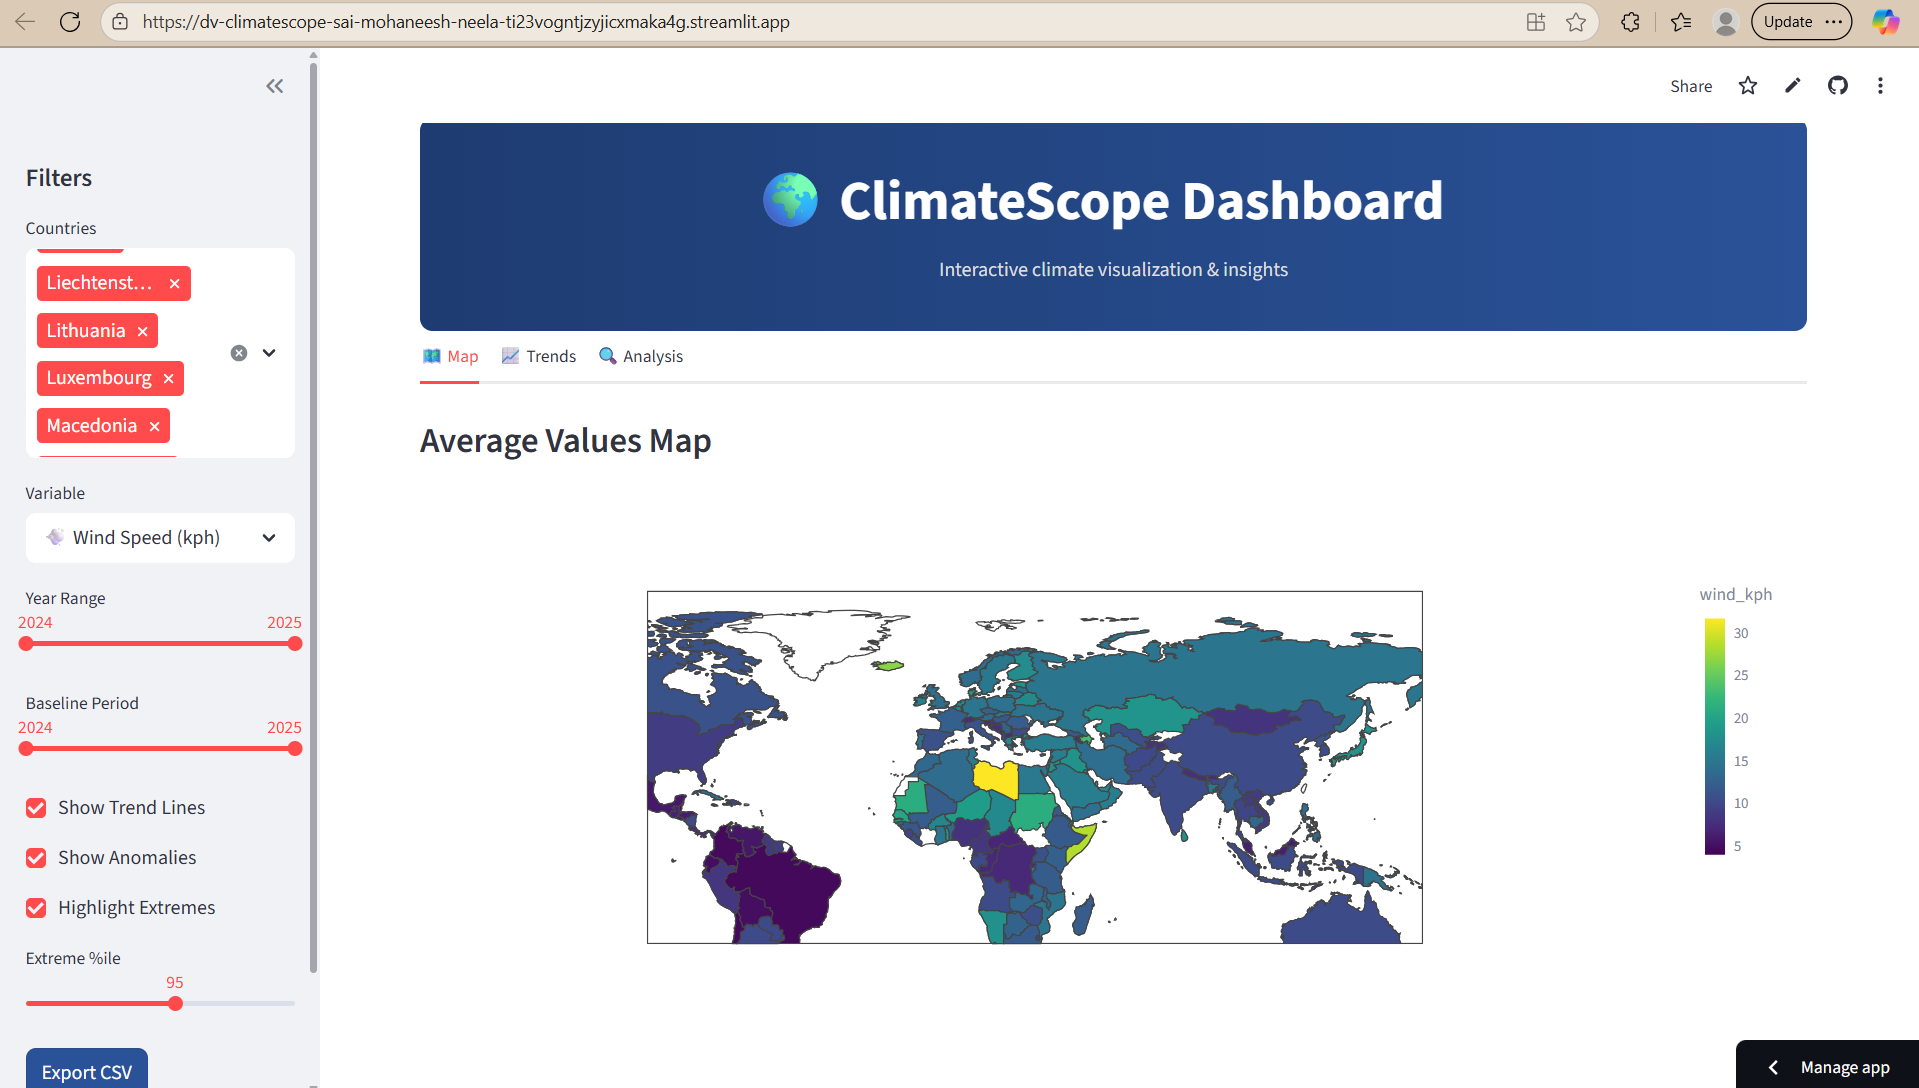 https://dv-climatescope-sai-mohaneesh-neela-ti23vogntjzyjicxmaka4g.streamlit.app
Update
Share
Filters
Countries
Liechtenst...
Lithuania
Luxembourg
Macedonia
Variable
Wind Speed (kph)
Year Range
2024 2025
Baseline Period
2024 2025
Show Trend Lines
Show Anomalies
Highlight Extremes
Extreme %ile
95
Export CSV
ClimateScope Dashboard
Interactive climate visualization & insights
Map Trends Analysis
Average Values Map
wind_kph
30
25
20
15
10
5
Manage app